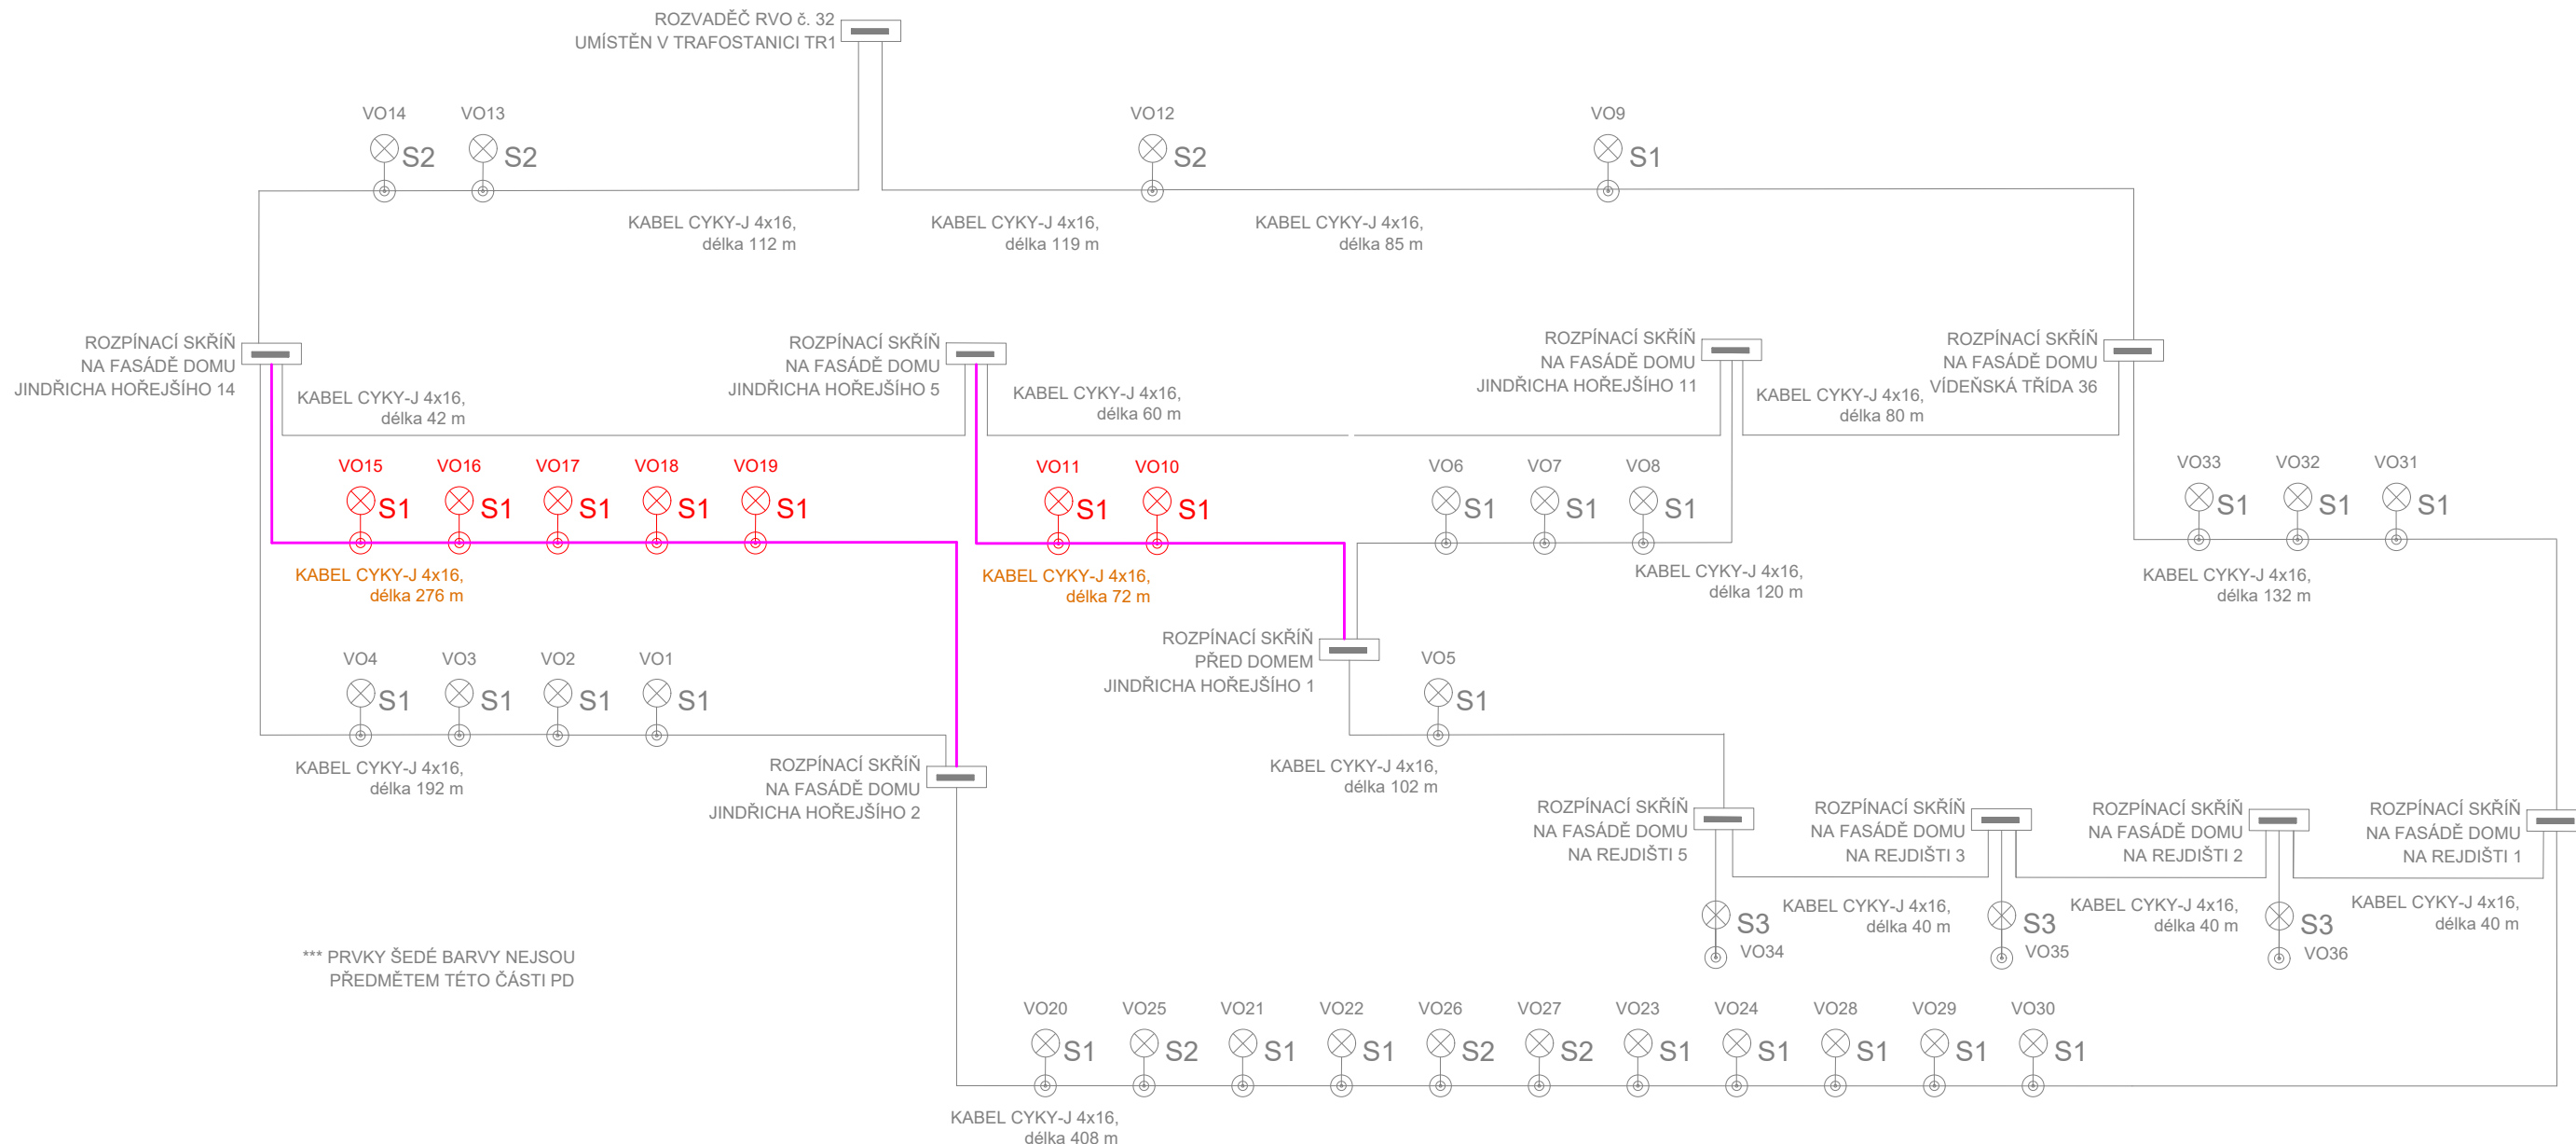 ROZVADĚČ RVO č. 32
UMÍSTĚN V TRAFOSTANICI TR1
VO14
VO13
VO12
VO9
S2
S2
S2
S1
KABEL CYKY-J 4x16,
délka 112 m
KABEL CYKY-J 4x16,
délka 119 m
KABEL CYKY-J 4x16,
délka 85 m
ROZPÍNACÍ SKŘÍŇ
NA FASÁDĚ DOMU
JINDŘICHA HOŘEJŠÍHO 14
KABEL CYKY-J 4x16,
délka 42 m
ROZPÍNACÍ SKŘÍŇ
NA FASÁDĚ DOMU
JINDŘICHA HOŘEJŠÍHO 5
KABEL CYKY-J 4x16,
délka 60 m
ROZPÍNACÍ SKŘÍŇ
NA FASÁDĚ DOMU
JINDŘICHA HOŘEJŠÍHO 11
KABEL CYKY-J 4x16,
délka 80 m
ROZPÍNACÍ SKŘÍŇ
NA FASÁDĚ DOMU
VÍDEŇSKÁ TŘÍDA 36
VO15
VO16
VO17
VO18
VO19
VO11
VO10
VO6
VO7
VO8
VO33
VO32
VO31
S1
S1
S1
S1
S1
S1
S1
S1
S1
S1
S1
S1
S1
KABEL CYKY-J 4x16,
délka 276 m
KABEL CYKY-J 4x16,
délka 72 m
KABEL CYKY-J 4x16,
délka 120 m
KABEL CYKY-J 4x16,
délka 132 m
ROZPÍNACÍ SKŘÍŇ
PŘED DOMEM
JINDŘICHA HOŘEJŠÍHO 1
VO4
VO3
VO2
VO1
VO5
S1
S1
S1
S1
S1
KABEL CYKY-J 4x16,
délka 192 m
ROZPÍNACÍ SKŘÍŇ
NA FASÁDĚ DOMU
JINDŘICHA HOŘEJŠÍHO 2
KABEL CYKY-J 4x16,
délka 102 m
ROZPÍNACÍ SKŘÍŇ
NA FASÁDĚ DOMU
NA REJDIŠTI 5
ROZPÍNACÍ SKŘÍŇ
NA FASÁDĚ DOMU
NA REJDIŠTI 3
ROZPÍNACÍ SKŘÍŇ
NA FASÁDĚ DOMU
NA REJDIŠTI 2
ROZPÍNACÍ SKŘÍŇ
NA FASÁDĚ DOMU
NA REJDIŠTI 1
S3
VO34
KABEL CYKY-J 4x16,
délka 40 m
S3
VO35
KABEL CYKY-J 4x16,
délka 40 m
S3
VO36
KABEL CYKY-J 4x16,
délka 40 m
*** PRVKY ŠEDÉ BARVY NEJSOU
PŘEDMĚTEM TÉTO ČÁSTI PD
VO20
VO25
VO21
VO22
VO26
VO27
VO23
VO24
VO28
VO29
VO30
S1
S2
S1
S1
S2
S2
S1
S1
S1
S1
S1
KABEL CYKY-J 4x16,
délka 408 m